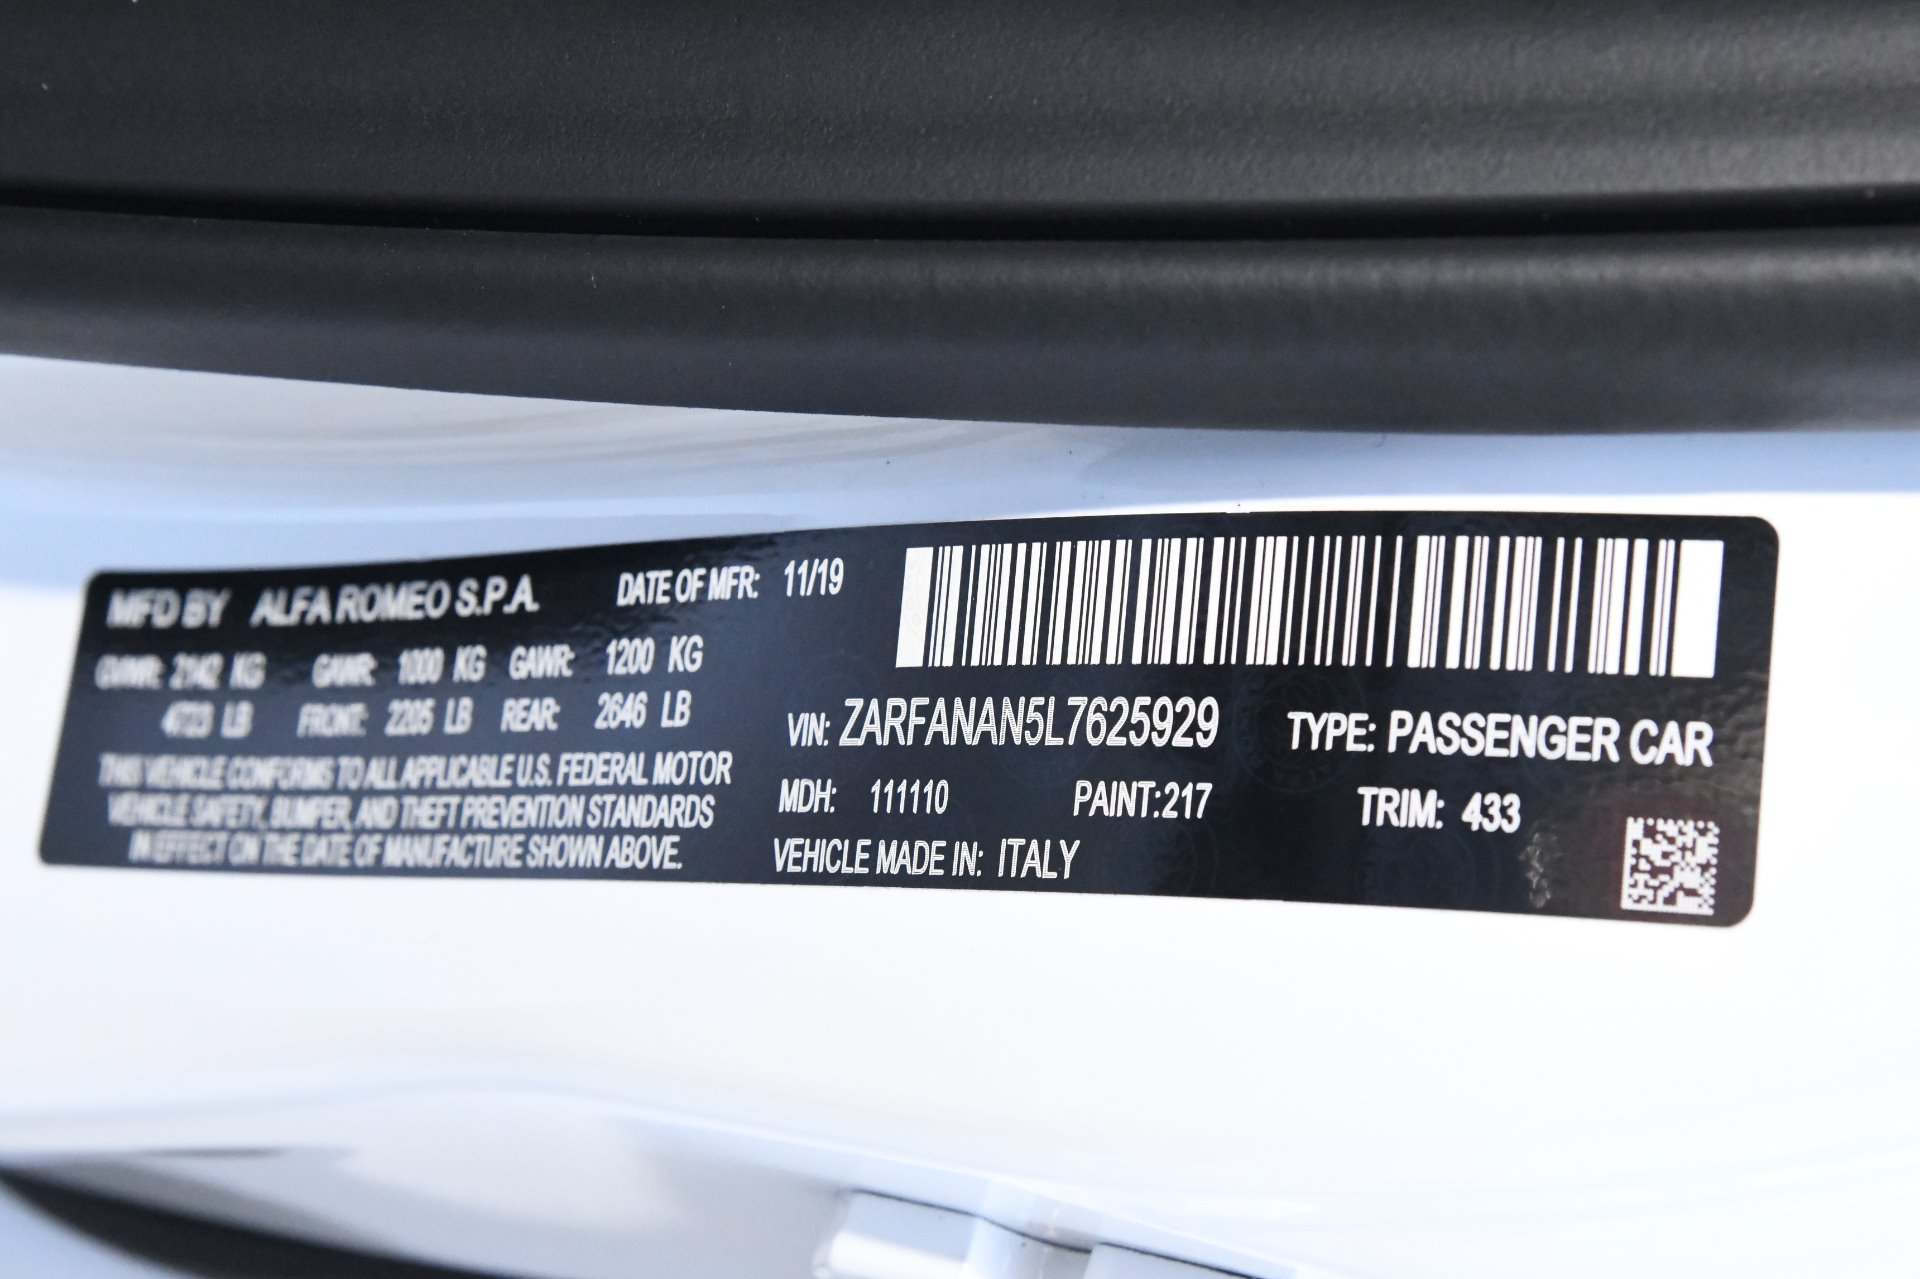 MFD BY ALFA ROMEO S.P.A. DATE OF MFR: 11/19
GVWR: 2142 KG GAWR: 1000 KG GAWR: 1200 KG
4723 LB FRONT: 2205 LB REAR: 2646 LB
THIS VEHICLE CONFORMS TO ALL APPLICABLE U.S. FEDERAL MOTOR
VEHICLE SAFETY, BUMPER, AND THEFT PREVENTION STANDARDS
IN EFFECT ON THE DATE OF MANUFACTURE SHOWN ABOVE.
VIN: ZARFANAN5L7625929 TYPE: PASSENGER CAR
MDH: 111110 PAINT:217 TRIM: 433
VEHICLE MADE IN: ITALY